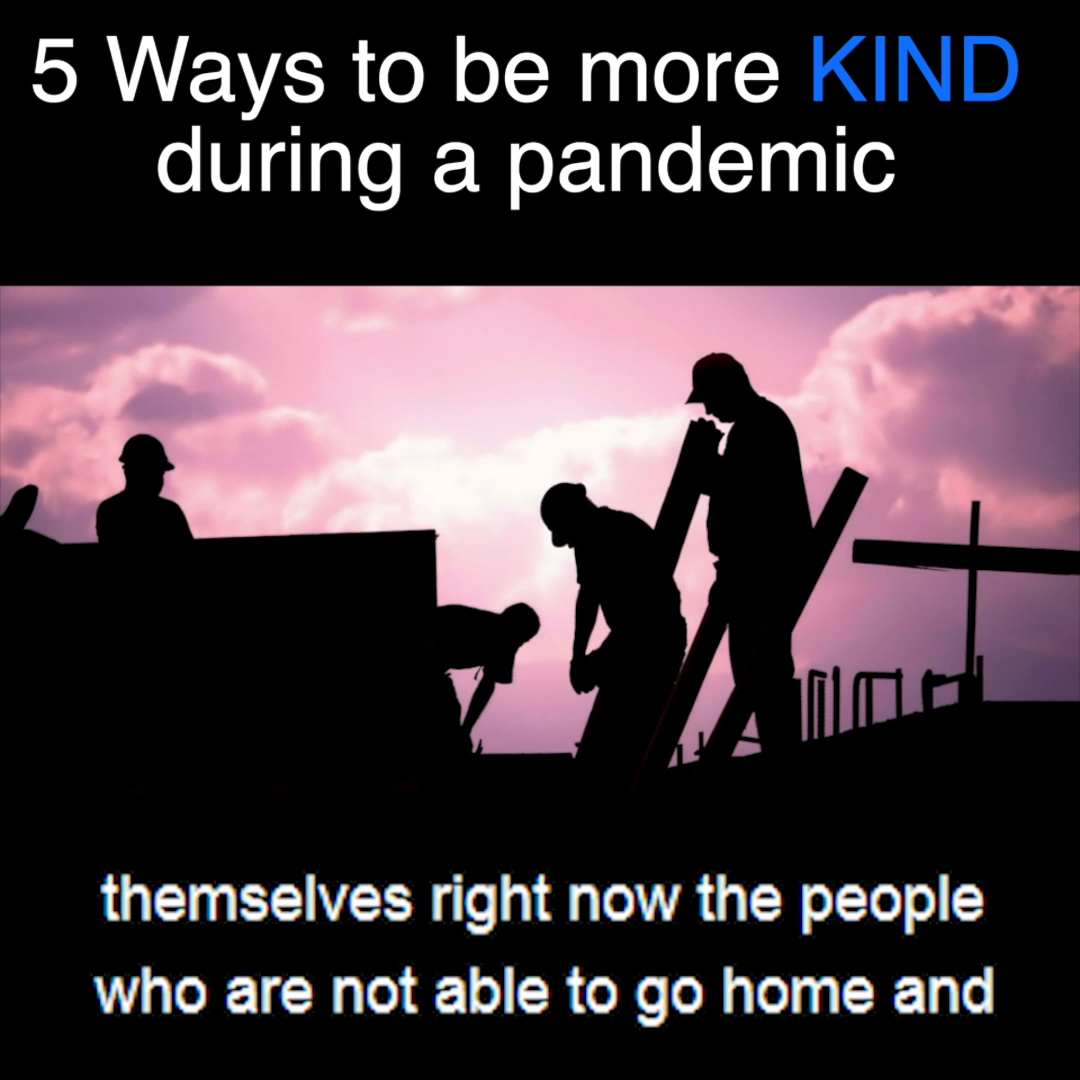 5 Ways to be more KIND
during a pandemic
themselves right now the people
who are not able to go home and